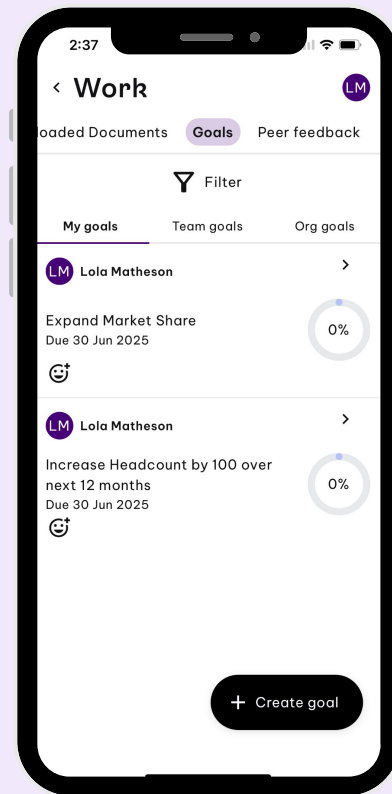 2:37
Work
LM
loaded Documents Goals Peer feedback
Filter
My goals Team goals Org goals
LM Lola Matheson
Expand Market Share
Due 30 Jun 2025
0%
LM Lola Matheson
Increase Headcount by 100 over
next 12 months
Due 30 Jun 2025
0%
+ Create goal